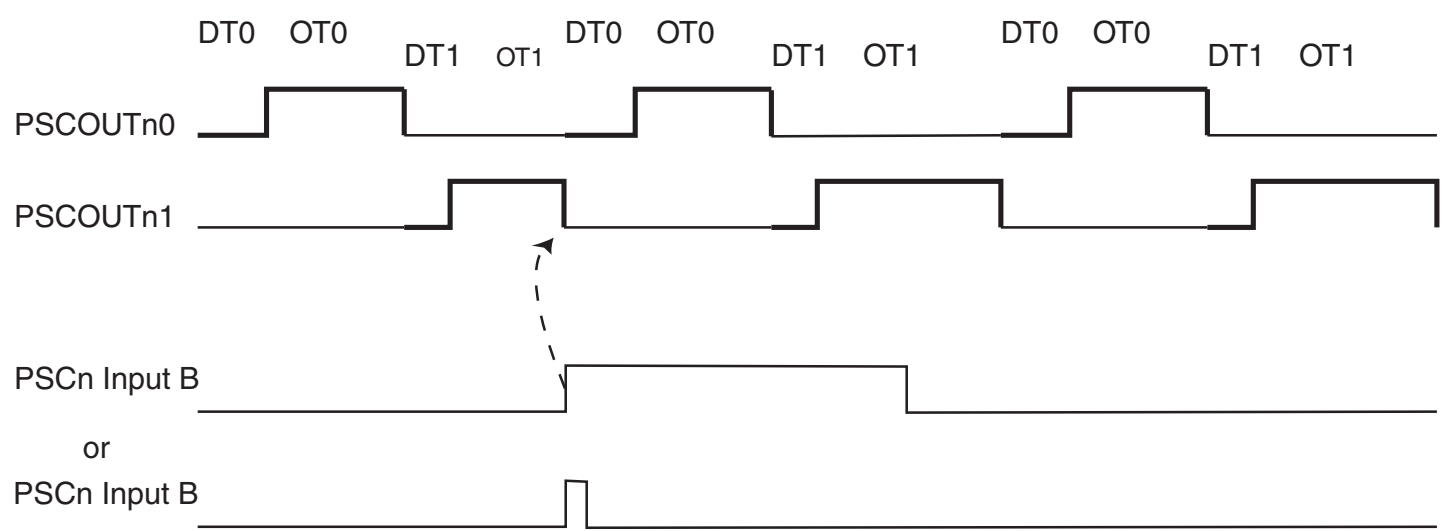 DT0 OT0 DT0 OT0 DT0 OT0
DT1 OT1 DT1 OT1 DT1 OT1
PSCOUTn0
PSCOUTn1
PSCn Input B
or
PSCn Input B